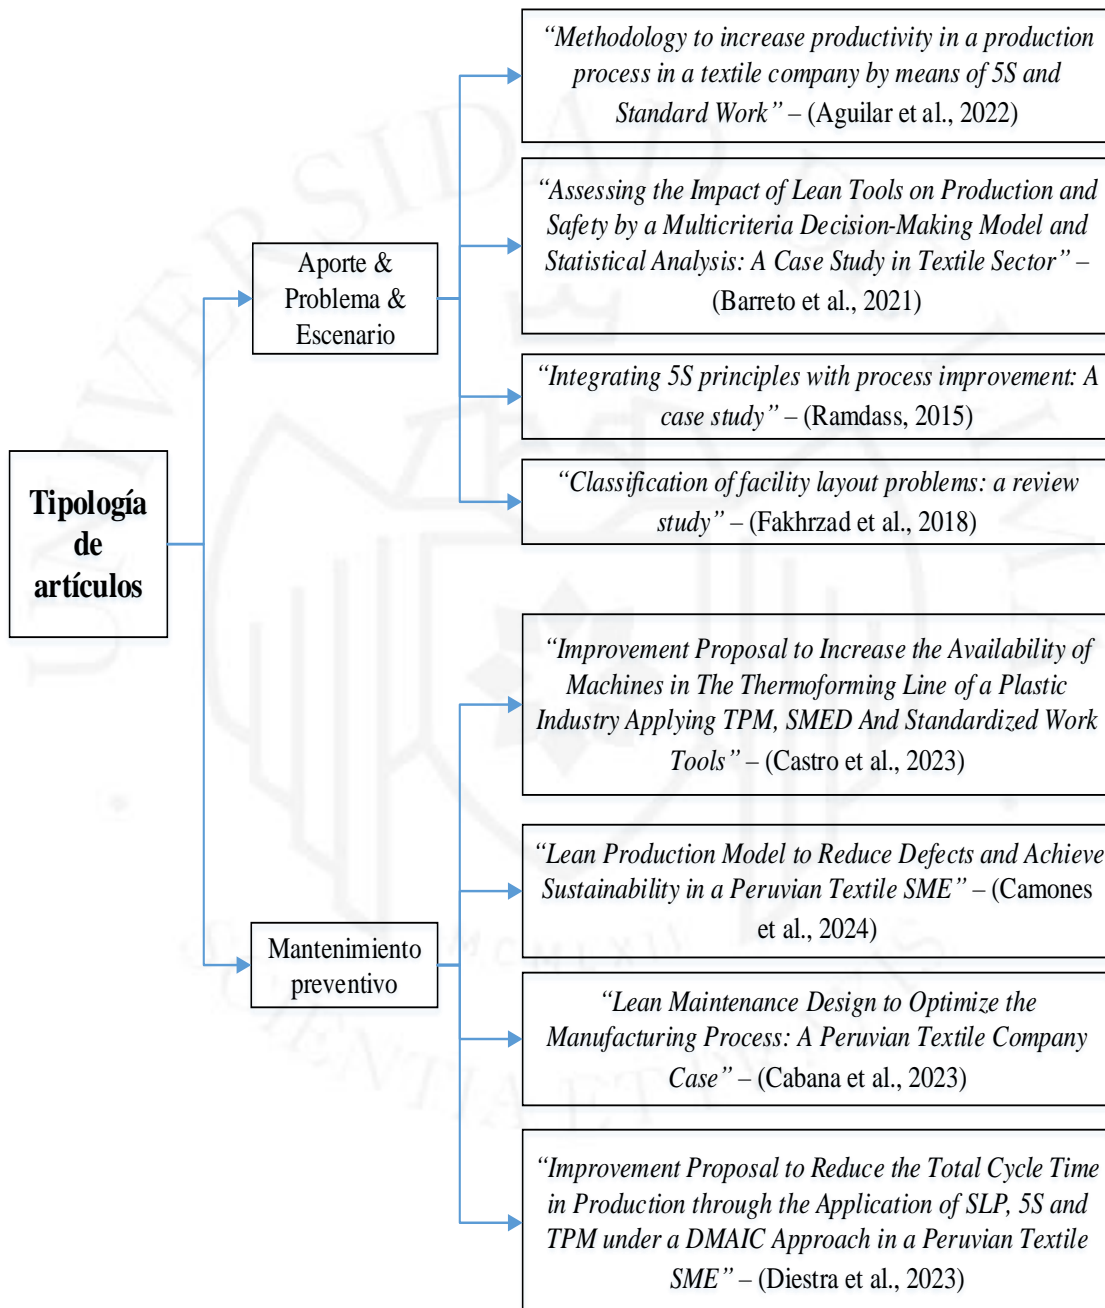 “Methodology to increase productivity in a production
process in a textile company by means of 5S and
Standard Work” – (Aguilar et al., 2022)
“Assessing the Impact of Lean Tools on Production and
Safety by a Multicriteria Decision-Making Model and
Statistical Analysis: A Case Study in Textile Sector” –
(Barreto et al., 2021)
Aporte &
Problema &
Escenario
“Integrating 5S principles with process improvement: A
case study” – (Ramdass, 2015)
“Classification of facility layout problems: a review
study” – (Fakhrzad et al., 2018)
Tipología
de
artículos
“Improvement Proposal to Increase the Availability of
Machines in The Thermoforming Line of a Plastic
Industry Applying TPM, SMED And Standardized Work
Tools” – (Castro et al., 2023)
“Lean Production Model to Reduce Defects and Achieve
Sustainability in a Peruvian Textile SME” – (Camones
et al., 2024)
Mantenimiento
preventivo
“Lean Maintenance Design to Optimize the
Manufacturing Process: A Peruvian Textile Company
Case” – (Cabana et al., 2023)
“Improvement Proposal to Reduce the Total Cycle Time
in Production through the Application of SLP, 5S and
TPM under a DMAIC Approach in a Peruvian Textile
SME” – (Diestra et al., 2023)
UNIVERSIDAD DE LIMA
MCMLXII
SCIENTIA ET PRAXIS